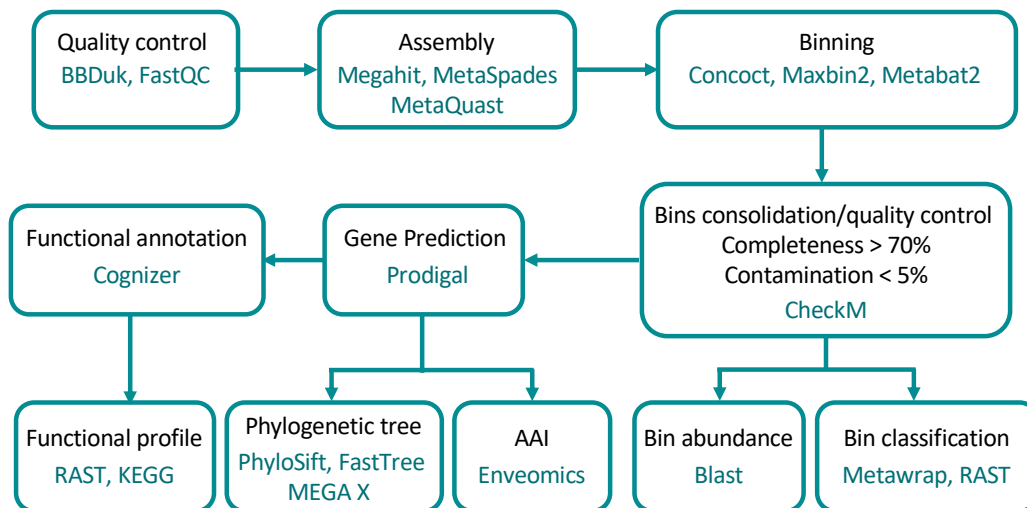 Quality control
BBDuk, FastQC
Assembly
Megahit, MetaSpades
MetaQuast
Binning
Concoct, Maxbin2, Metabat2
Functional annotation
Cognizer
Gene Prediction
Prodigal
Bins consolidation/quality control
Completeness > 70%
Contamination < 5%
CheckM
Functional profile
RAST, KEGG
Phylogenetic tree
PhyloSift, FastTree
MEGA X
AAI
Enveomics
Bin abundance
Blast
Bin classification
Metawrap, RAST